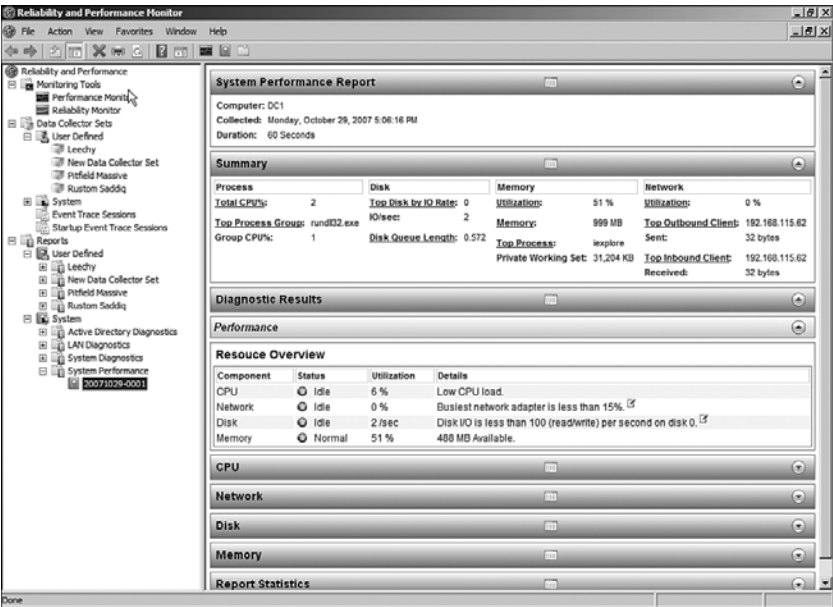 Reliability and Performance Monitor
File Action View Favorites Window Help
Reliability and Performance
Monitoring Tools
Performance Monit
Reliability Monitor
Data Collector Sets
User Defined
Leechy
New Data Collector Set
Pitfield Massive
Rustom Saddiq
System
Event Trace Sessions
Startup Event Trace Sessions
Reports
User Defined
Leechy
New Data Collector Set
Pitfield Massive
Rustom Saddiq
System
Active Directory Diagnostics
LAN Diagnostics
System Diagnostics
System Performance
20071029-0001
System Performance Report
Computer: DC1
Collected: Monday, October 29, 2007 5:06:16 PM
Duration: 60 Seconds
Summary
Process Disk Memory Network
Total CPU%: 2 Top Disk by IO Rate: 0 Utilization: 51 % Utilization: 0 %
Top Process Group: rundll32.exe IO/sec: 2 Memory: 999 MB Top Outbound Client: 192.168.115.62
Group CPU%: 1 Disk Queue Length: 0.572 Top Process: iexplore Sent: 32 bytes
Private Working Set: 31,204 KB Top Inbound Client: 192.168.115.62
Received: 32 bytes
Diagnostic Results
Performance
Resouce Overview
Component Status Utilization Details
CPU Idle 6 % Low CPU load.
Network Idle 0 % Busiest network adapter is less than 15%.
Disk Idle 2 /sec Disk I/O is less than 100 (read/write) per second on disk 0.
Memory Normal 51 % 488 MB Available.
CPU
Network
Disk
Memory
Report Statistics
Done